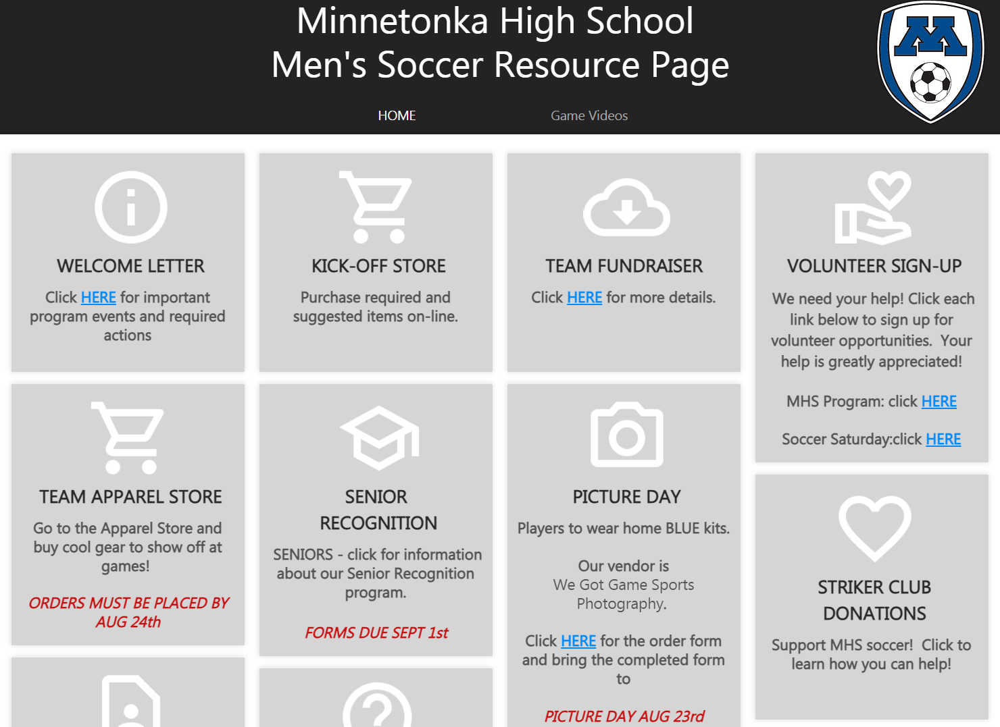 Minnetonka High School
Men's Soccer Resource Page
M
HOME
Game Videos
WELCOME LETTER
Click HERE for important
program events and required
actions
KICK-OFF STORE
Purchase required and
suggested items on-line.
TEAM FUNDRAISER
Click HERE for more details.
VOLUNTEER SIGN-UP
We need your help! Click each
link below to sign up for
volunteer opportunities.  Your
help is greatly appreciated!
MHS Program: click HERE
Soccer Saturday:click HERE
TEAM APPAREL STORE
Go to the Apparel Store and
buy cool gear to show off at
games!
ORDERS MUST BE PLACED BY
AUG 24th
SENIOR
RECOGNITION
SENIORS - click for information
about our Senior Recognition
program.
FORMS DUE SEPT 1st
PICTURE DAY
Players to wear home BLUE kits.
Our vendor is
We Got Game Sports
Photography.
Click HERE for the order form
and bring the completed form
to
PICTURE DAY AUG 23rd
STRIKER CLUB
DONATIONS
Support MHS soccer!  Click to
learn how you can help!